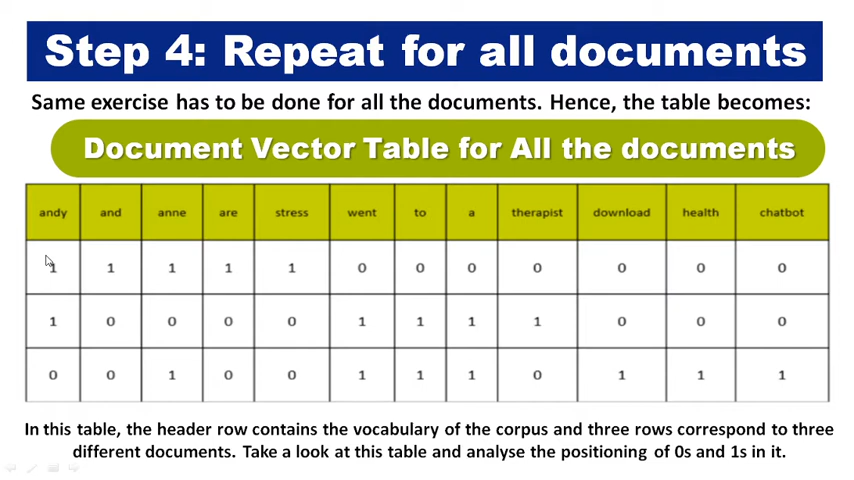 Step 4: Repeat for all documents
Same exercise has to be done for all the documents. Hence, the table becomes:
Document Vector Table for All the documents
andy and anne are stress went to a therapist download health chatbot
1 1 1 1 1 0 0 0 0 0 0 0
1 0 0 0 0 1 1 1 1 0 0 0
0 0 1 0 0 1 1 1 0 1 1 1
In this table, the header row contains the vocabulary of the corpus and three rows correspond to three
different documents. Take a look at this table and analyse the positioning of 0s and 1s in it.